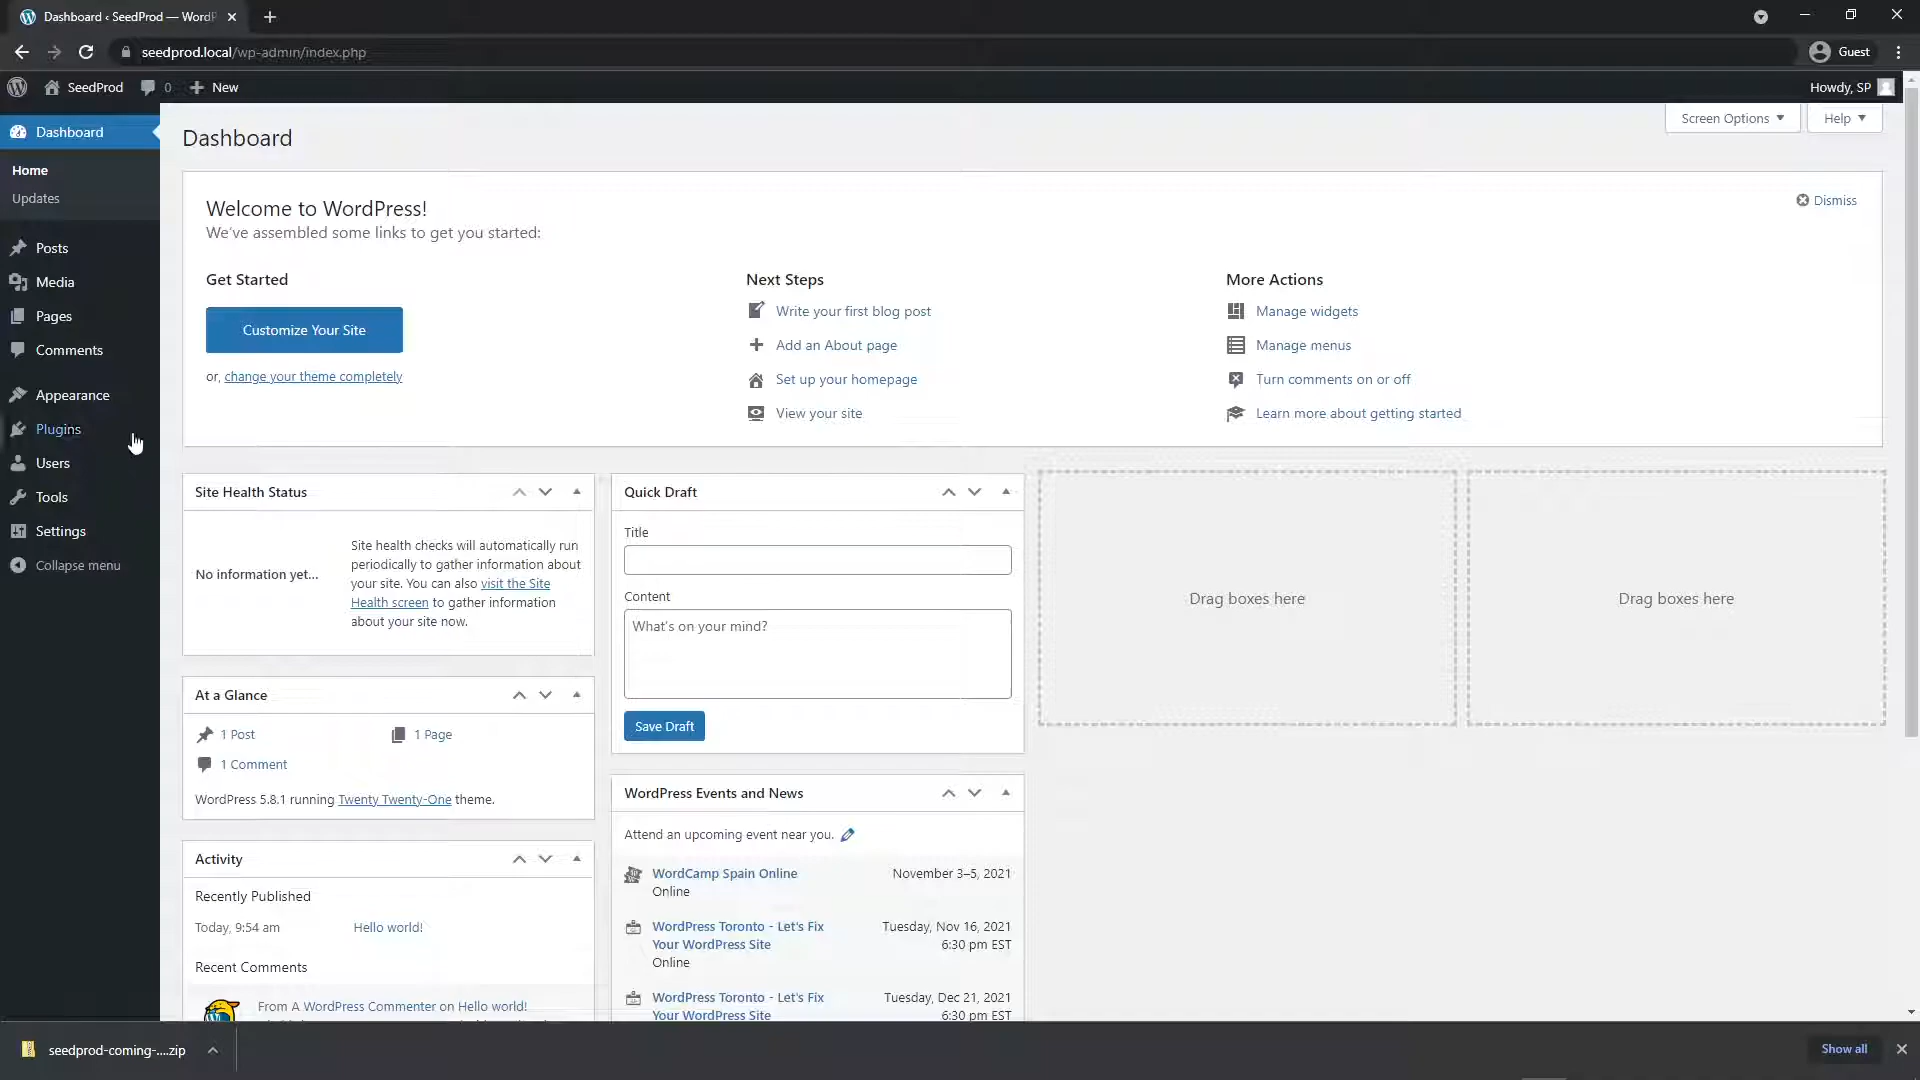 Dashboard ‹ SeedProd — WordP
seedprod.local/wp-admin/index.php
Guest
SeedProd
0
New
Howdy, SP
Dashboard
Home
Updates
Posts
Media
Pages
Comments
Appearance
Plugins
Users
Tools
Settings
Collapse menu
Dashboard
Screen Options
Help
Welcome to WordPress!
We've assembled some links to get you started:
Dismiss
Get Started
Customize Your Site
or, change your theme completely
Next Steps
Write your first blog post
Add an About page
Set up your homepage
View your site
More Actions
Manage widgets
Manage menus
Turn comments on or off
Learn more about getting started
Site Health Status
No information yet...
Site health checks will automatically run
periodically to gather information about
your site. You can also visit the Site
Health screen to gather information
about your site now.
At a Glance
1 Post
1 Page
1 Comment
WordPress 5.8.1 running Twenty Twenty-One theme.
Activity
Recently Published
Today, 9:54 am
Hello world!
Recent Comments
From A WordPress Commenter on Hello world!
Quick Draft
Title
Content
What's on your mind?
Save Draft
WordPress Events and News
Attend an upcoming event near you.
WordCamp Spain Online
November 3–5, 2021
Online
WordPress Toronto - Let's Fix
Your WordPress Site
Tuesday, Nov 16, 2021
6:30 pm EST
Online
WordPress Toronto - Let's Fix
Your WordPress Site
Tuesday, Dec 21, 2021
6:30 pm EST
Drag boxes here
Drag boxes here
seedprod-coming-....zip
Show all